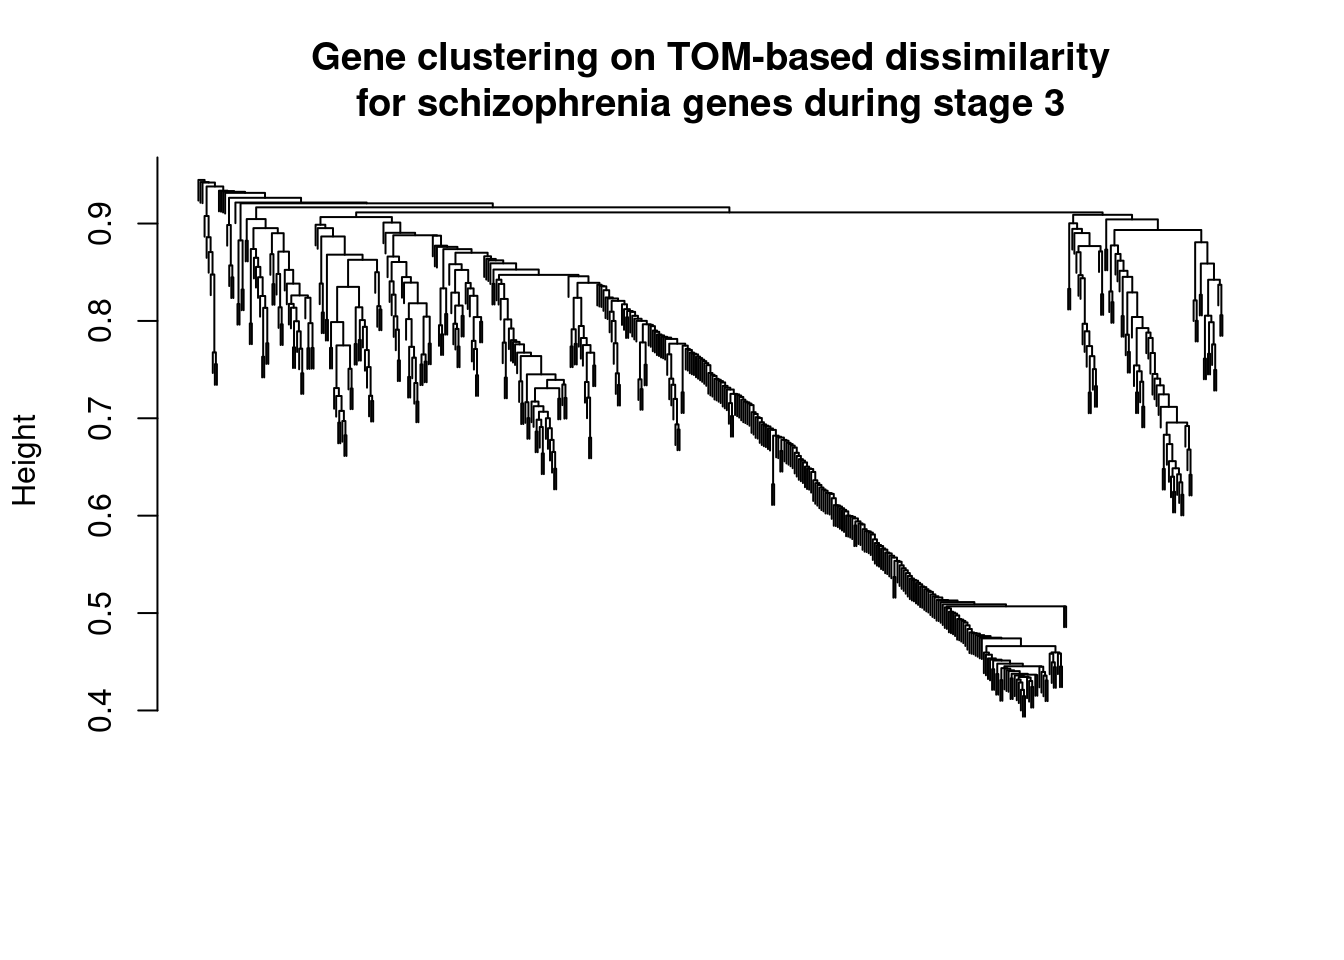 Gene clustering on TOM-based dissimilarity
for schizophrenia genes during stage 3
Height
0.9
0.8
0.7
0.6
0.5
0.4